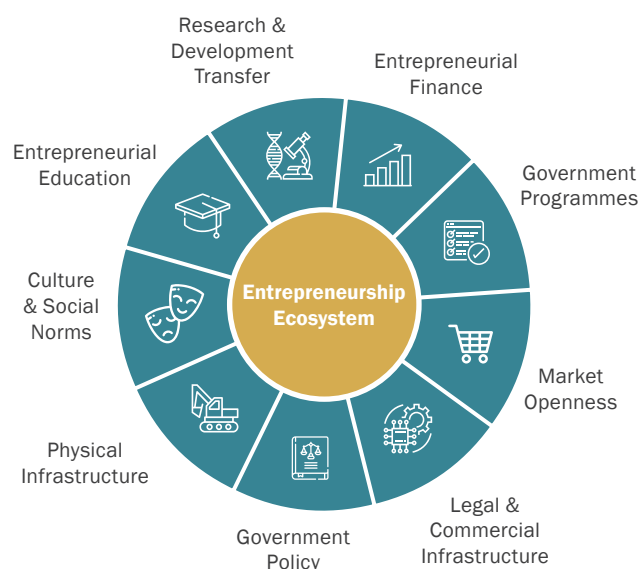 Research &
Development
Transfer
Entrepreneurial
Finance
Government
Programmes
Market
Openness
Legal &
Commercial
Infrastructure
Government
Policy
Physical
Infrastructure
Culture
& Social
Norms
Entrepreneurial
Education
Entrepreneurship
Ecosystem